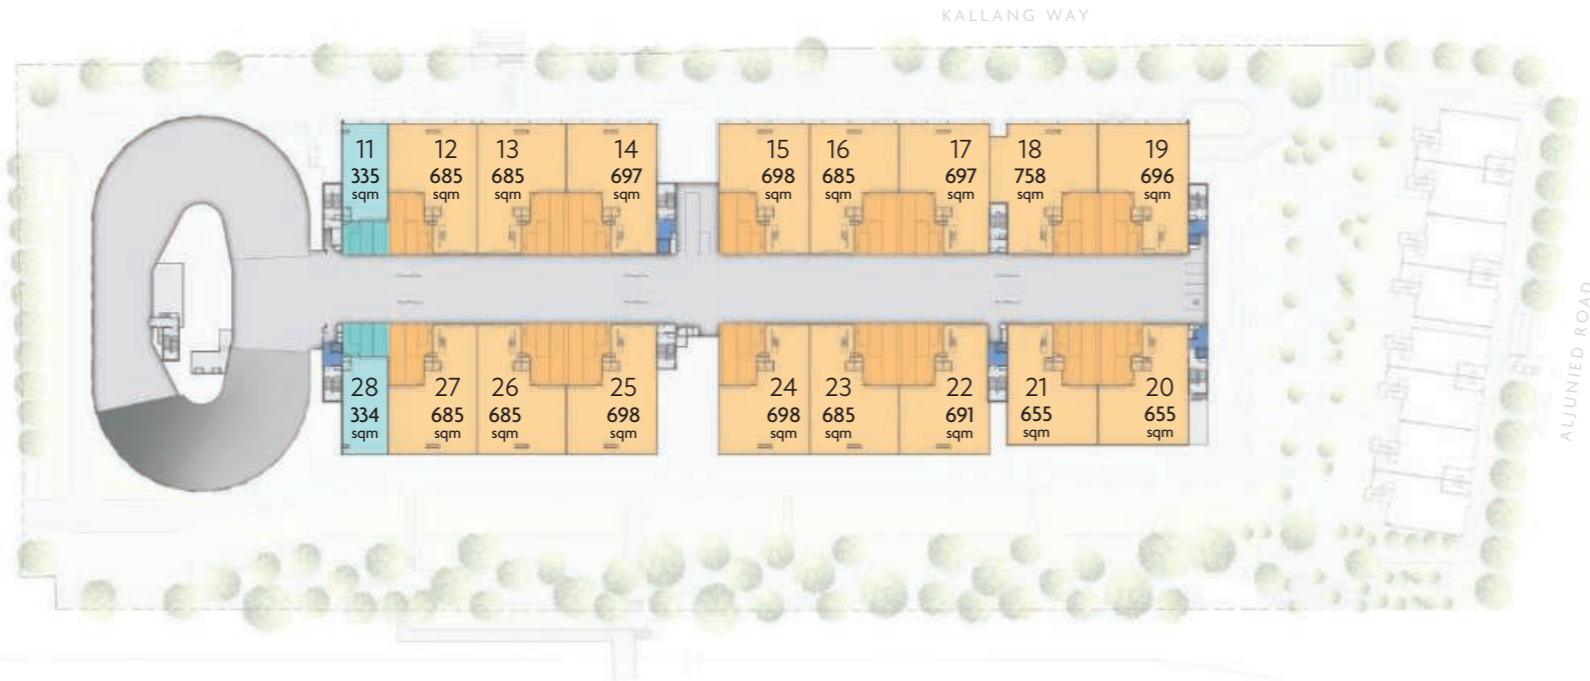 KALLANG WAY
11
335
sqm
12
685
sqm
13
685
sqm
14
697
sqm
15
698
sqm
16
685
sqm
17
697
sqm
18
758
sqm
19
696
sqm
28
334
sqm
27
685
sqm
26
685
sqm
25
698
sqm
24
698
sqm
23
685
sqm
22
691
sqm
21
655
sqm
20
655
sqm
ALJUNIED ROAD